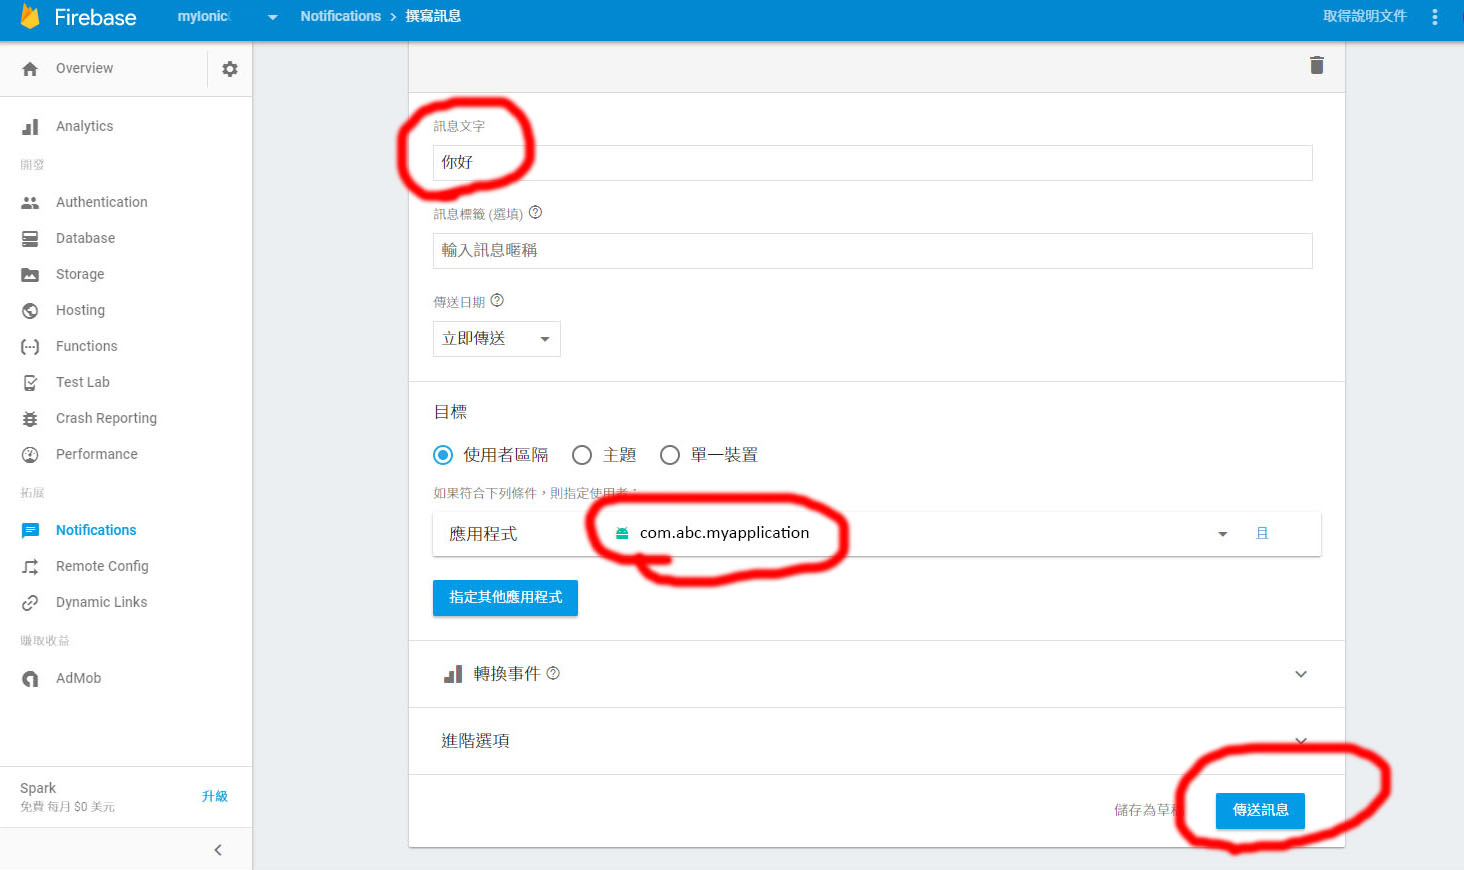 Firebase
myIonic
Notifications > 撰寫訊息
取得說明文件
Overview
Analytics
開發
Authentication
Database
Storage
Hosting
Functions
Test Lab
Crash Reporting
Performance
拓展
Notifications
Remote Config
Dynamic Links
賺取收益
AdMob
Spark
免費 每月 $0 美元
升級
訊息文字
你好
訊息標籤 (選填)
輸入訊息暱稱
傳送日期
立即傳送
目標
使用者區隔
主題
單一裝置
如果符合下列條件，則指定使用者：
應用程式
com.abc.myapplication
且
指定其他應用程式
轉換事件
進階選項
儲存為草稿
傳送訊息